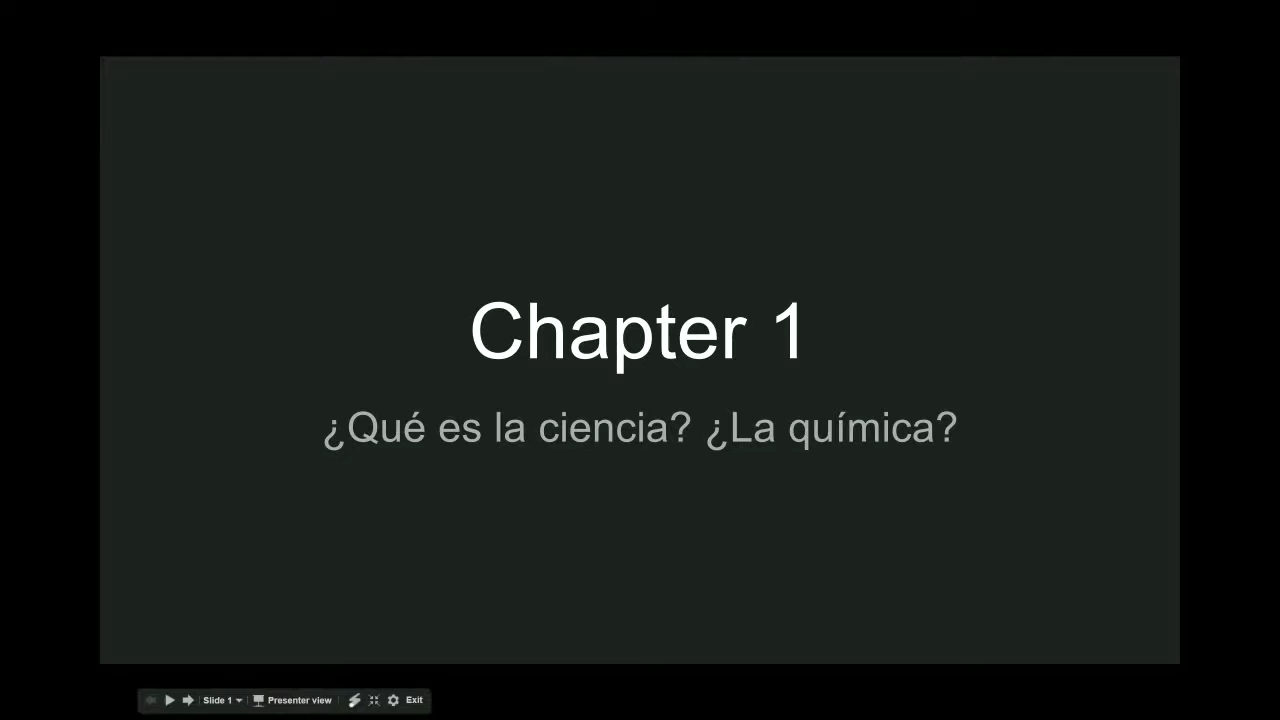 Chapter 1
¿Qué es la ciencia? ¿La química?
Slide 1 Presenter view Exit